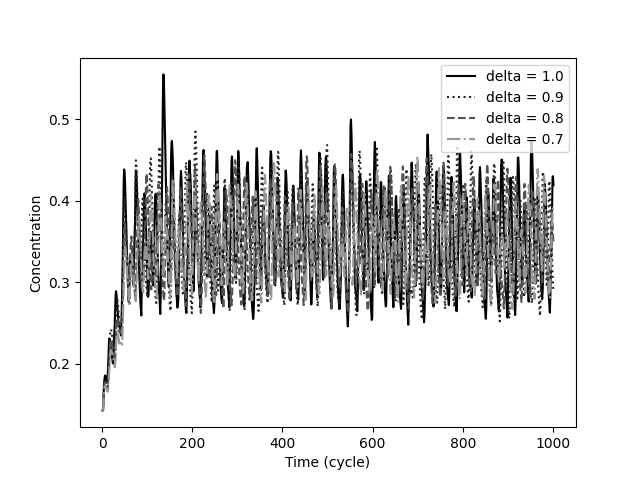 delta = 1.0
delta = 0.9
delta = 0.8
delta = 0.7
0.5
0.4
0.3
0.2
Concentration
0
200
400
600
800
1000
Time (cycle)